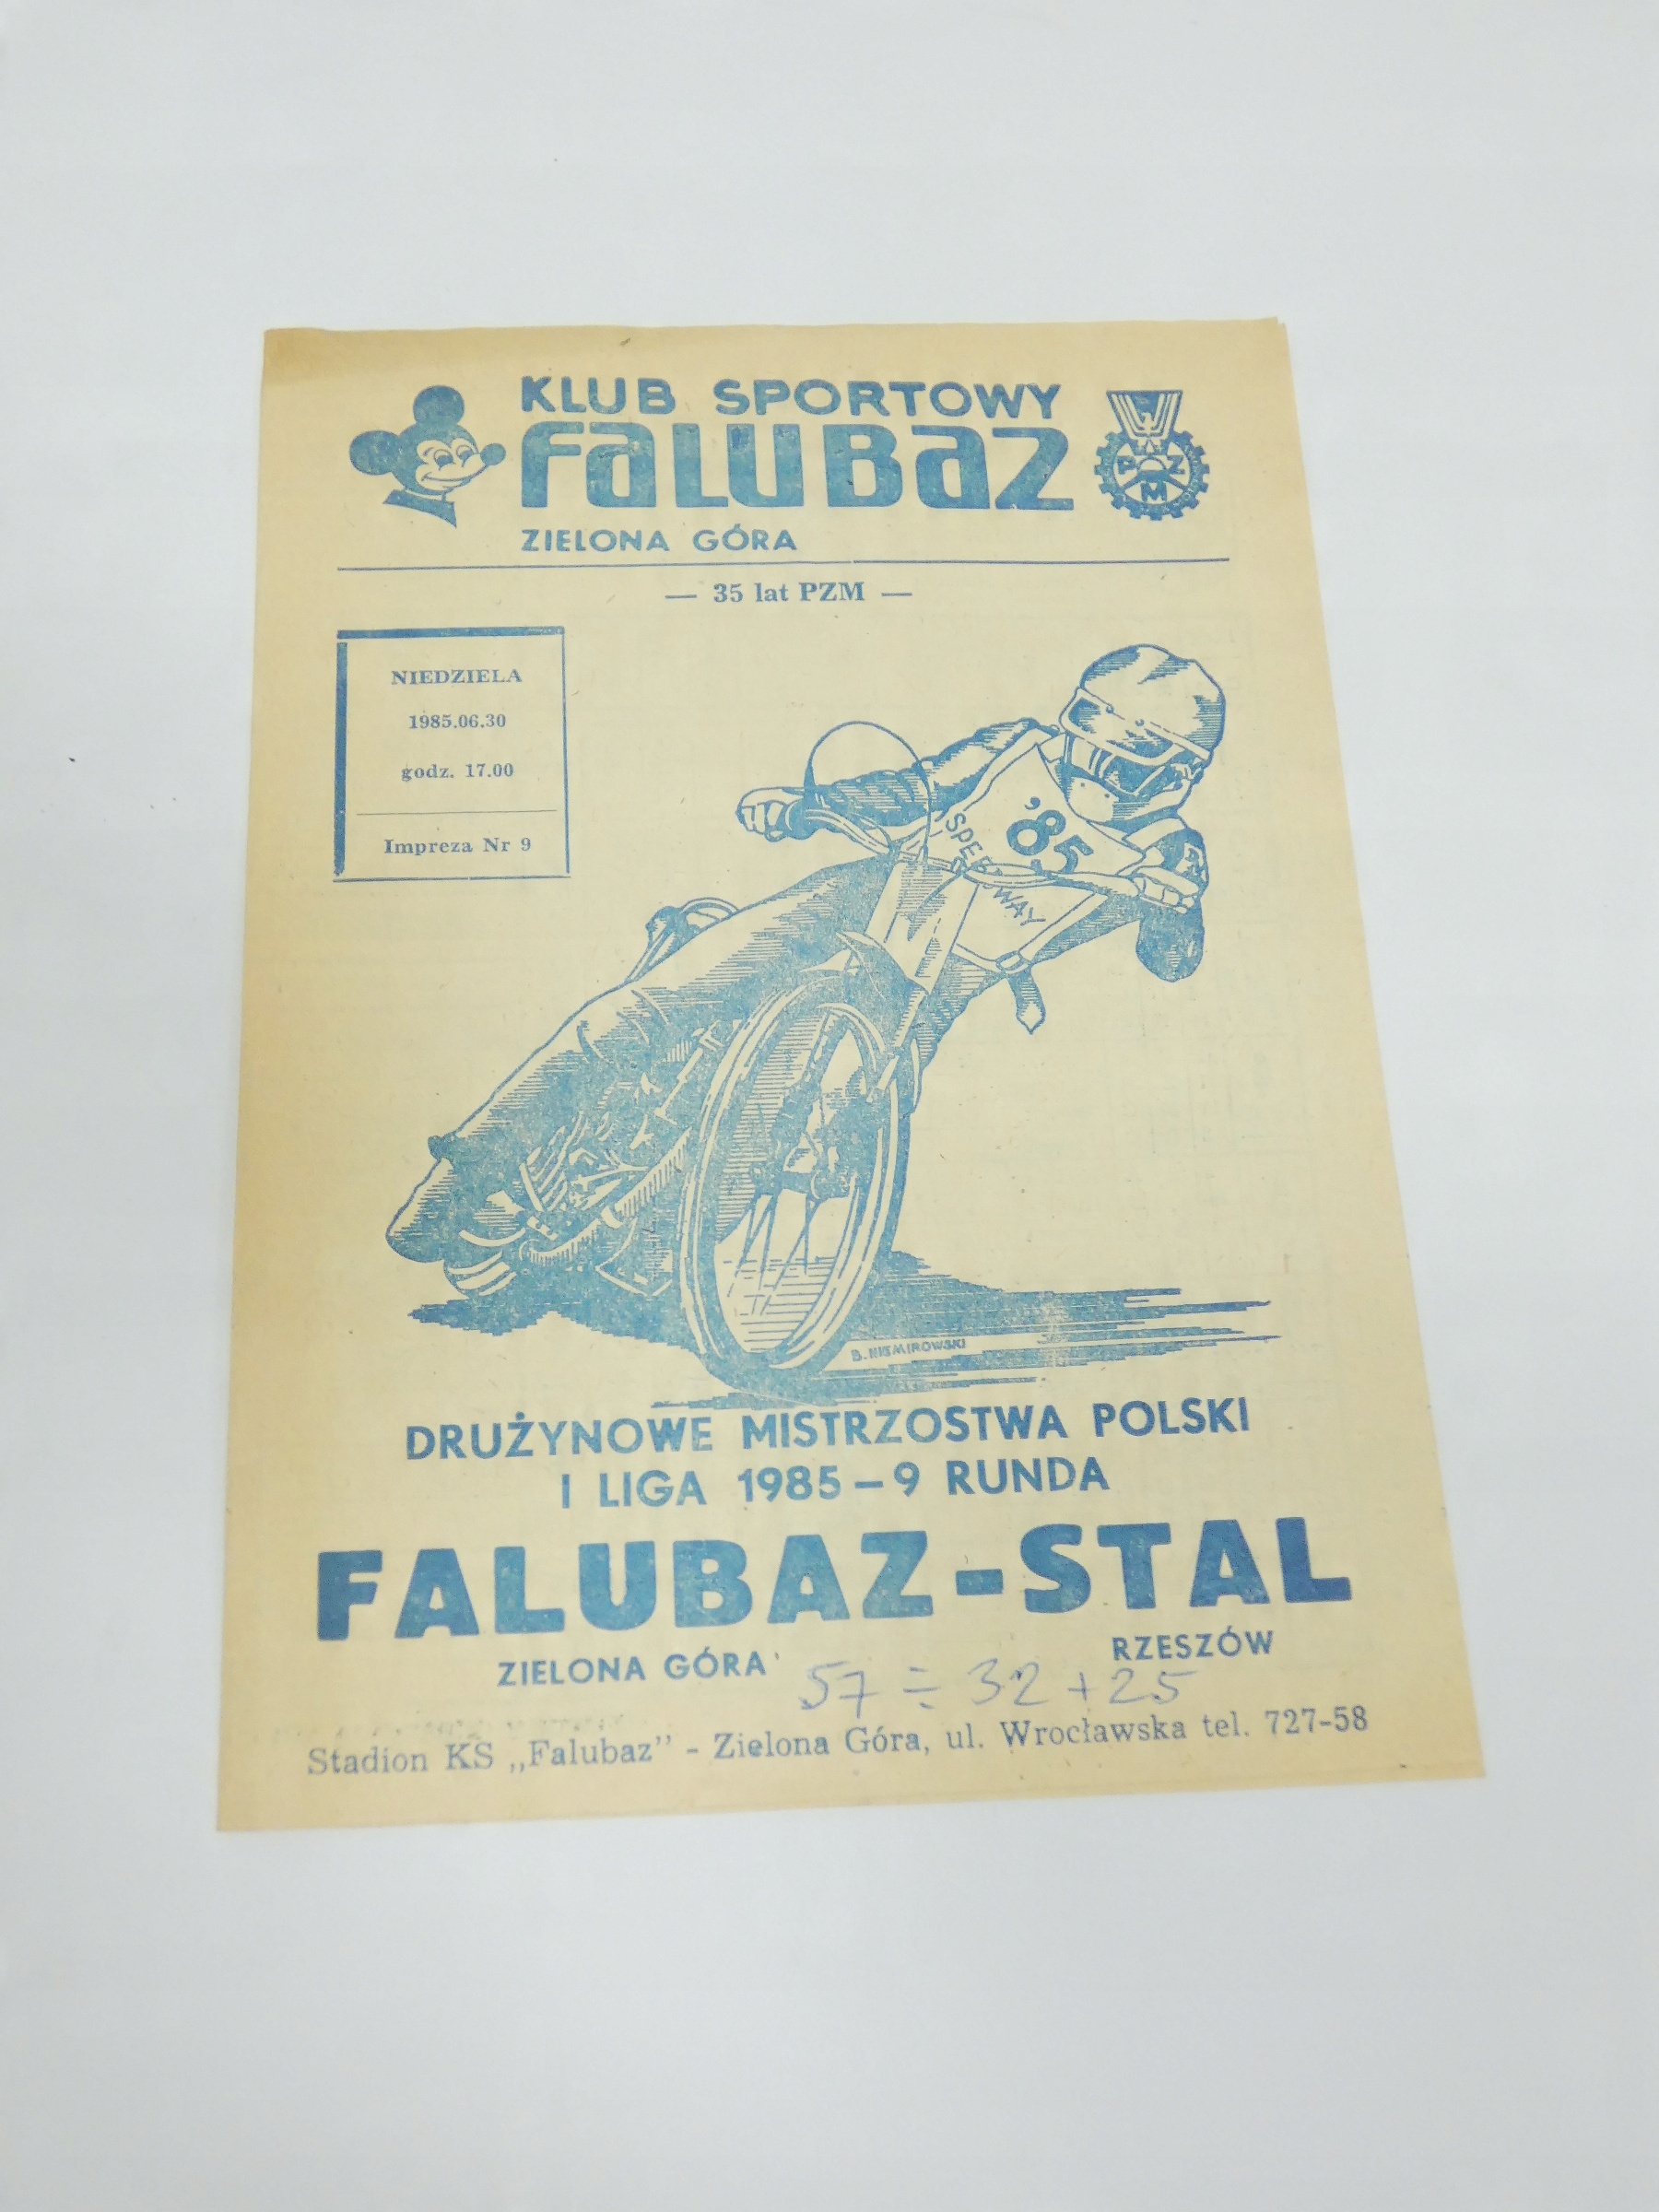 KLUB SPORTOWY
FALUBAZ
ZIELONA GÓRA
P Z M
— 35 lat PZM —
NIEDZIELA
1985.06.30
godz. 17.00
Impreza Nr 9
'85
SPEEDWAY
B. NIEMIROWSKI
DRUŻYNOWE MISTRZOSTWA POLSKI
I LIGA 1985 – 9 RUNDA
FALUBAZ - STAL
ZIELONA GÓRA RZESZÓW
57 ÷ 32 + 25
Stadion KS „Falubaz” - Zielona Góra, ul. Wrocławska tel. 727-58